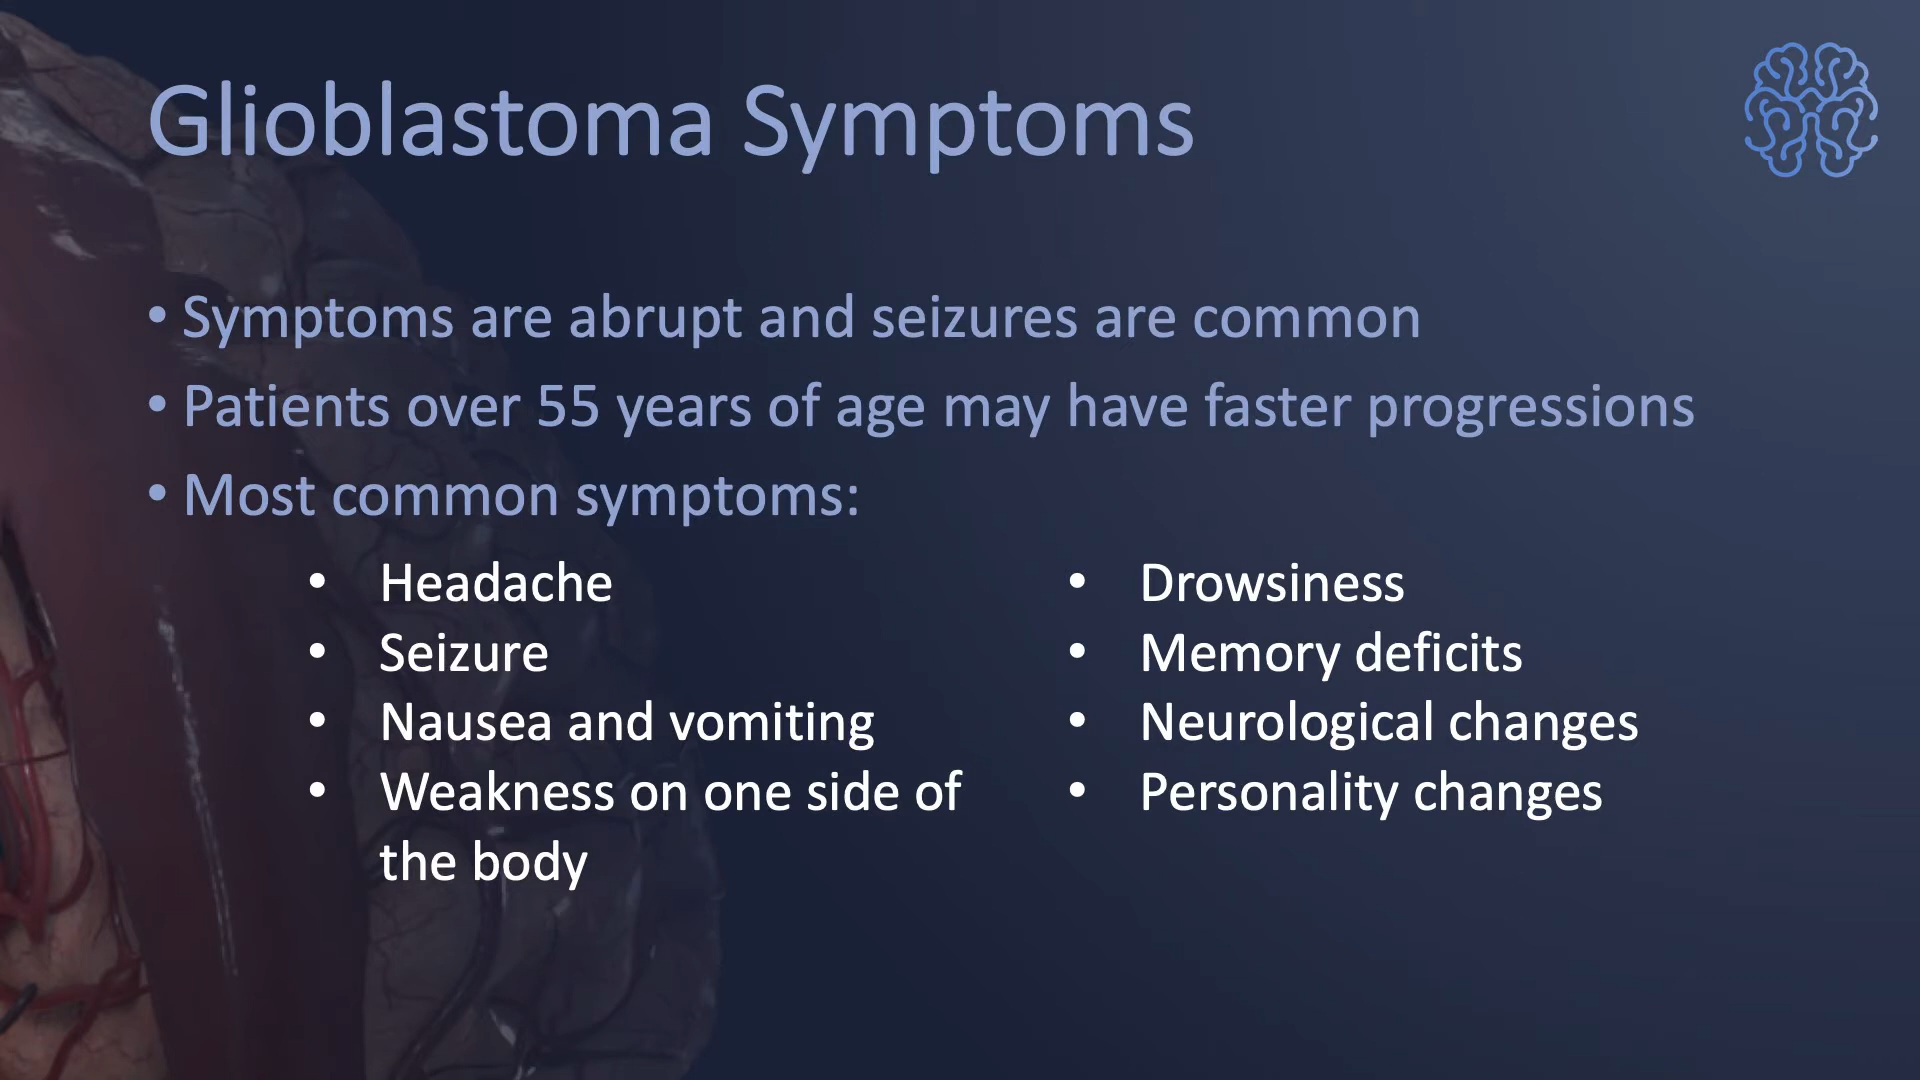 Glioblastoma Symptoms
• Symptoms are abrupt and seizures are common
• Patients over 55 years of age may have faster progressions
• Most common symptoms:
• Headache
• Seizure
• Nausea and vomiting
• Weakness on one side of
the body
• Drowsiness
• Memory deficits
• Neurological changes
• Personality changes